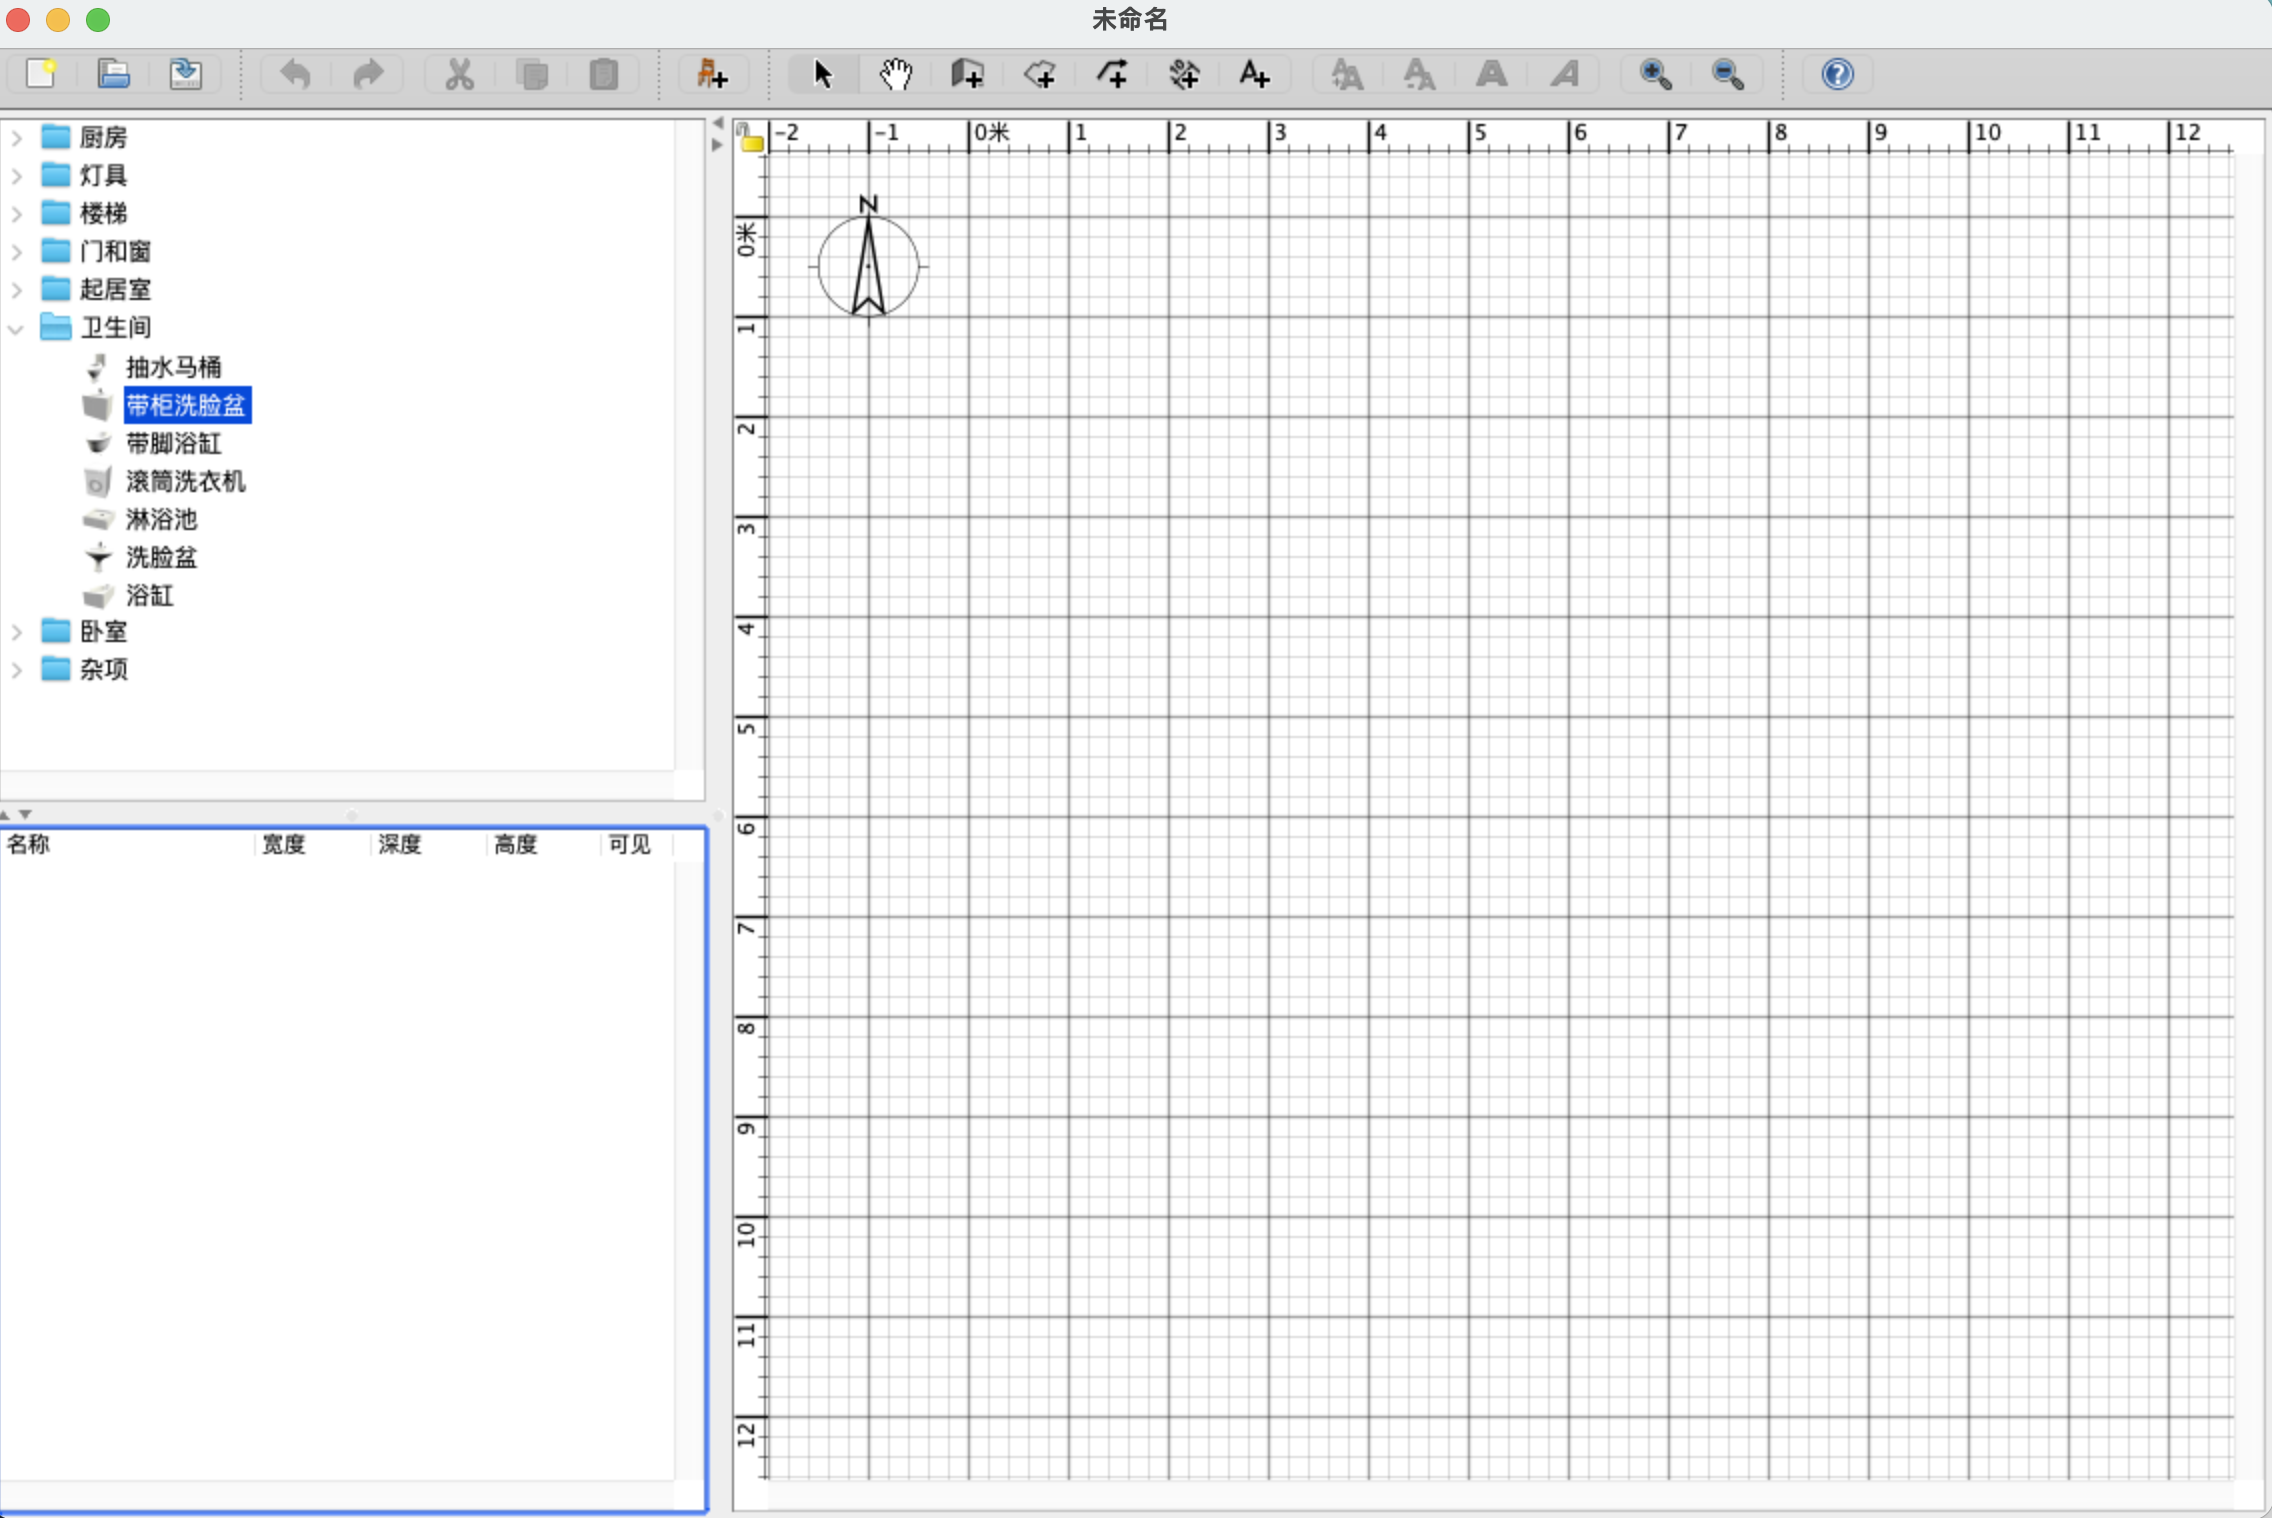 未命名
-2 -1 0米 1 2 3 4 5 6 7 8 9 10 11 12
厨房
灯具
楼梯
门和窗
起居室
卫生间
抽水马桶
带柜洗脸盆
带脚浴缸
滚筒洗衣机
淋浴池
洗脸盆
浴缸
卧室
杂项
名称 宽度 深度 高度 可见
N
0米
1
2
3
4
5
6
7
8
9
10
11
12